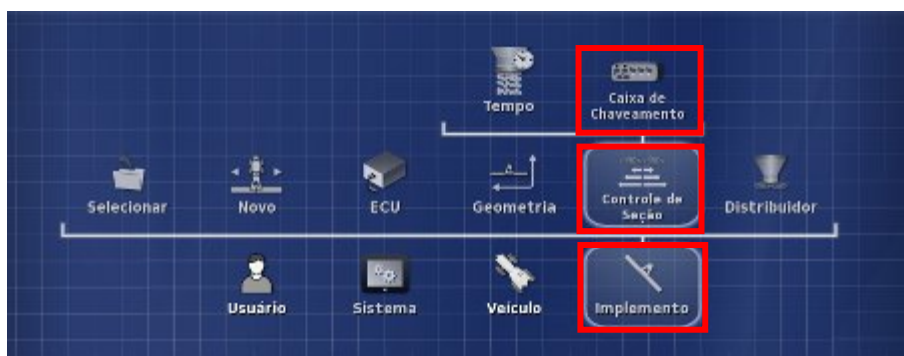 Tempo
Caixa de
Chaveamento
Selecionar
Novo
ECU
Geometria
Controle de
Seção
Distribuidor
Usuário
Sistema
Veículo
Implemento